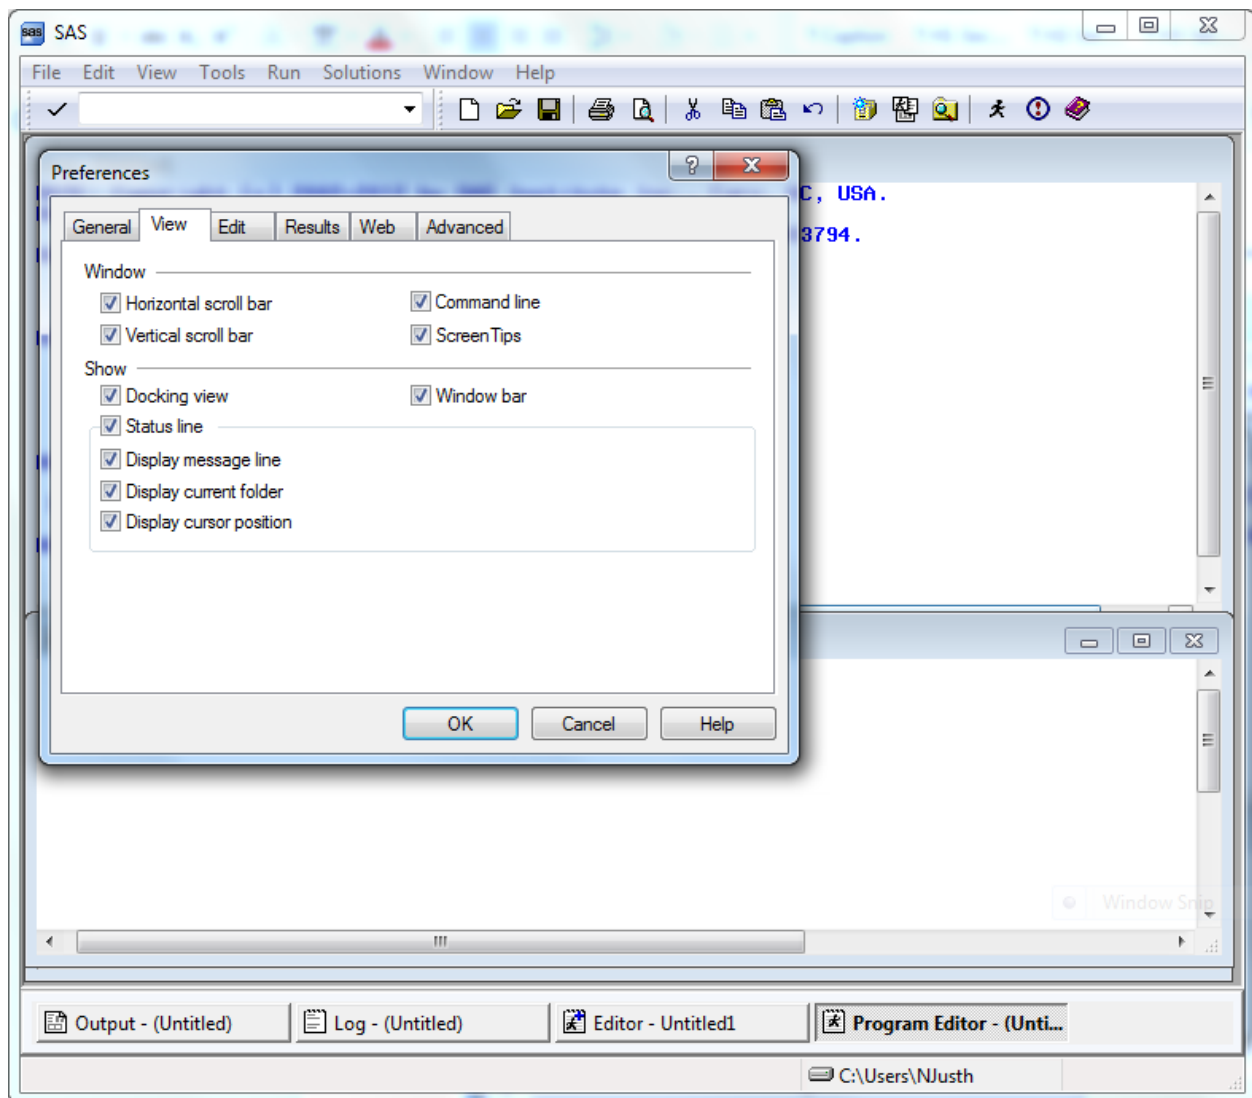 sas SAS
File Edit View Tools Run Solutions Window Help
Preferences
C, USA.
General View Edit Results Web Advanced
3794.
Window
Horizontal scroll bar Command line
Vertical scroll bar ScreenTips
Show
Docking view Window bar
Status line
Display message line
Display current folder
Display cursor position
OK Cancel Help
Window Snip
Output - (Untitled) Log - (Untitled) Editor - Untitled1 Program Editor - (Unti...
C:\Users\NJusth